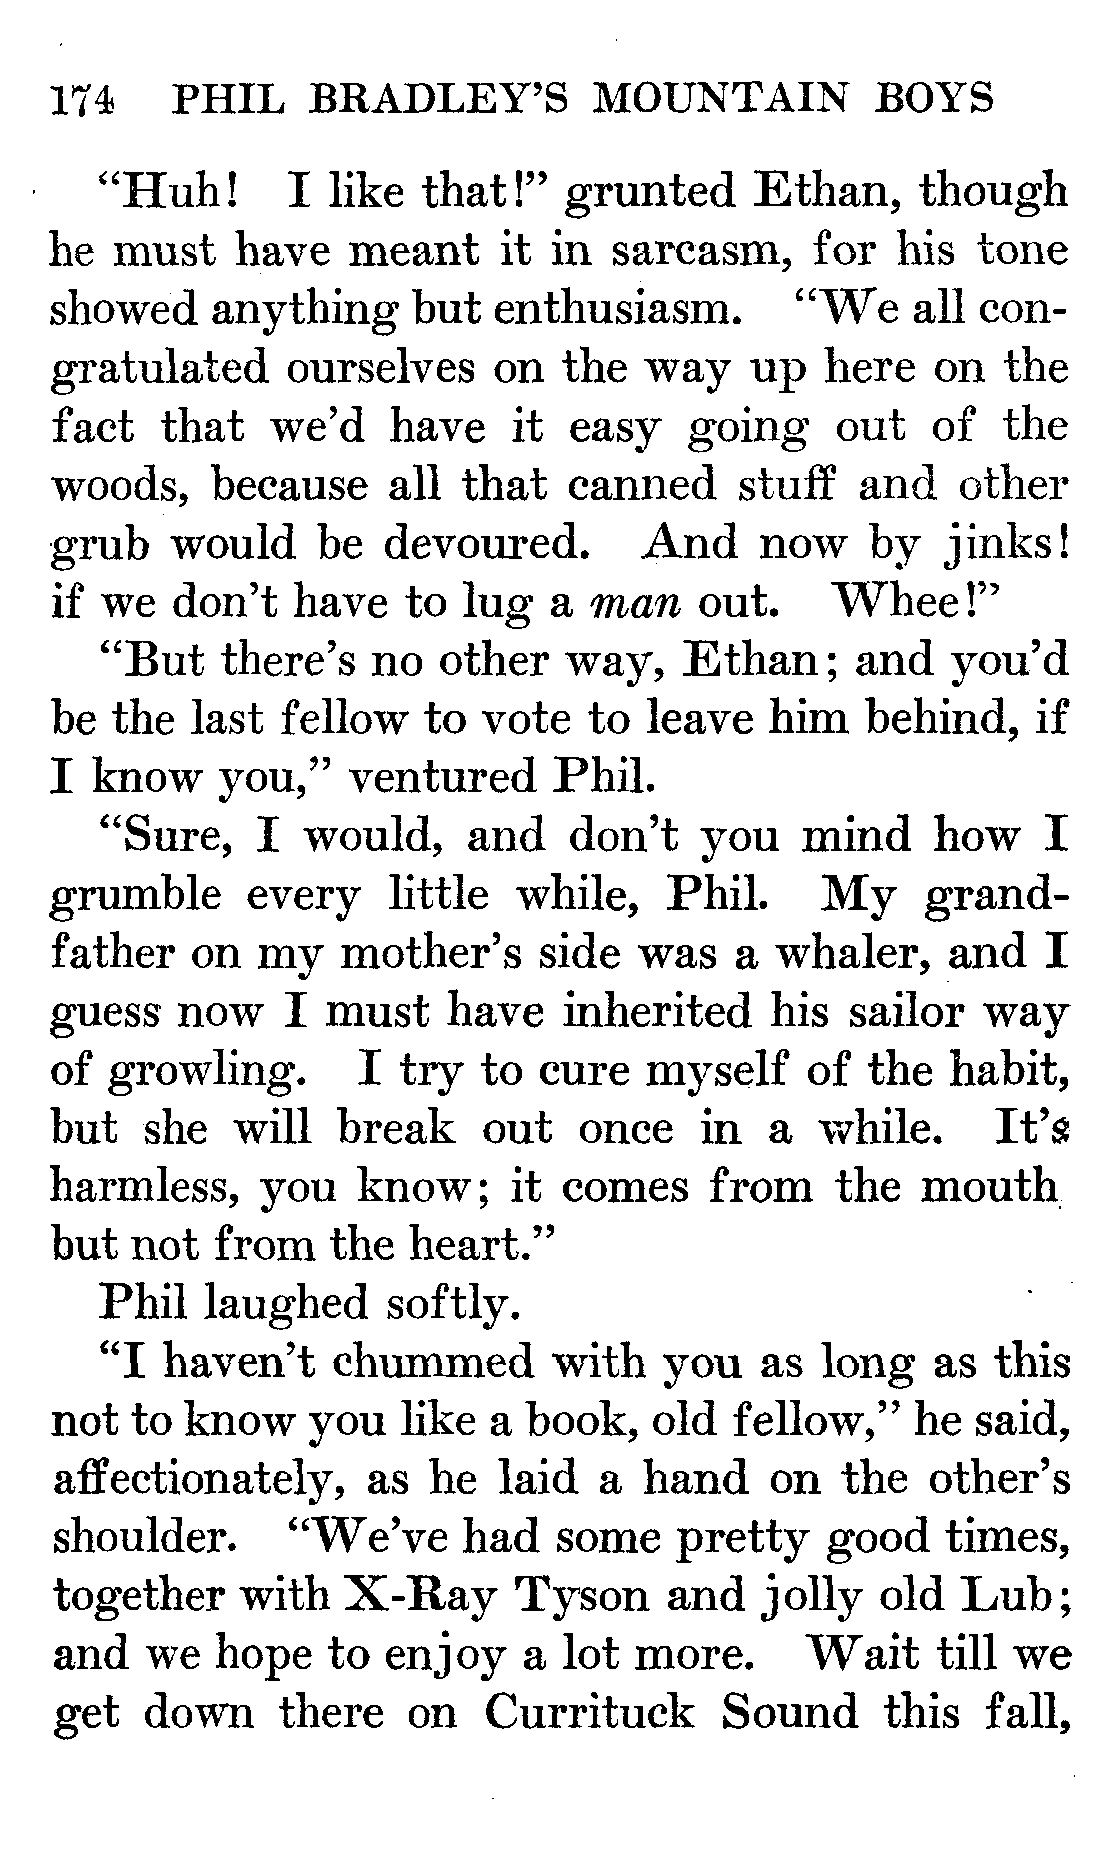 174 PHIL BRADLEY'S MOUNTAIN BOYS
“Huh! I like that!” grunted Ethan, though
he must have meant it in sarcasm, for his tone
showed anything but enthusiasm. “We all con-
gratulated ourselves on the way up here on the
fact that we’d have it easy going out of the
woods, because all that canned stuff and other
grub would be devoured. And now by jinks!
if we don’t have to lug a man out. Whee!”
“But there’s no other way, Ethan; and you’d
be the last fellow to vote to leave him behind, if
I know you,” ventured Phil.
“Sure, I would, and don’t you mind how I
grumble every little while, Phil. My grand-
father on my mother’s side was a whaler, and I
guess now I must have inherited his sailor way
of growling. I try to cure myself of the habit,
but she will break out once in a while. It’s
harmless, you know; it comes from the mouth
but not from the heart.”
Phil laughed softly.
“I haven’t chummed with you as long as this
not to know you like a book, old fellow,” he said,
affectionately, as he laid a hand on the other’s
shoulder. “We’ve had some pretty good times,
together with X-Ray Tyson and jolly old Lub;
and we hope to enjoy a lot more. Wait till we
get down there on Currituck Sound this fall,